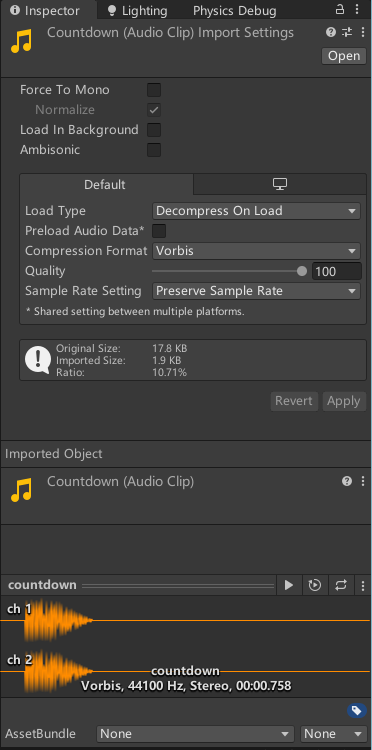 Inspector Lighting Physics Debug
Countdown (Audio Clip) Import Settings
Open
Force To Mono
Normalize
Load In Background
Ambisonic
Default
Load Type Decompress On Load
Preload Audio Data*
Compression Format Vorbis
Quality 100
Sample Rate Setting Preserve Sample Rate
* Shared setting between multiple platforms.
Original Size: 17.8 KB
Imported Size: 1.9 KB
Ratio: 10.71%
Revert Apply
Imported Object
Countdown (Audio Clip)
countdown
ch 1
ch 2
countdown
Vorbis, 44100 Hz, Stereo, 00:00.758
AssetBundle None None